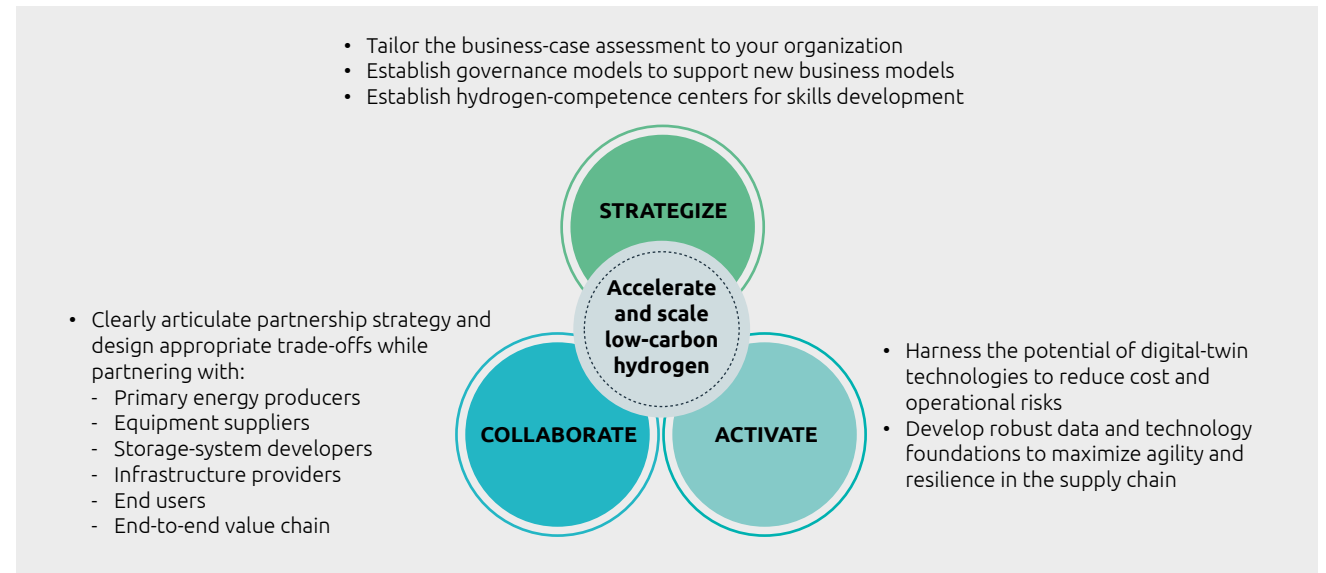 • Tailor the business-case assessment to your organization
• Establish governance models to support new business models
• Establish hydrogen-competence centers for skills development
STRATEGIZE
Accelerate
and scale
low-carbon
hydrogen
• Clearly articulate partnership strategy and
design appropriate trade-offs while
partnering with:
- Primary energy producers
- Equipment suppliers
- Storage-system developers
- Infrastructure providers
- End users
- End-to-end value chain
COLLABORATE
ACTIVATE
• Harness the potential of digital-twin
technologies to reduce cost and
operational risks
• Develop robust data and technology
foundations to maximize agility and
resilience in the supply chain